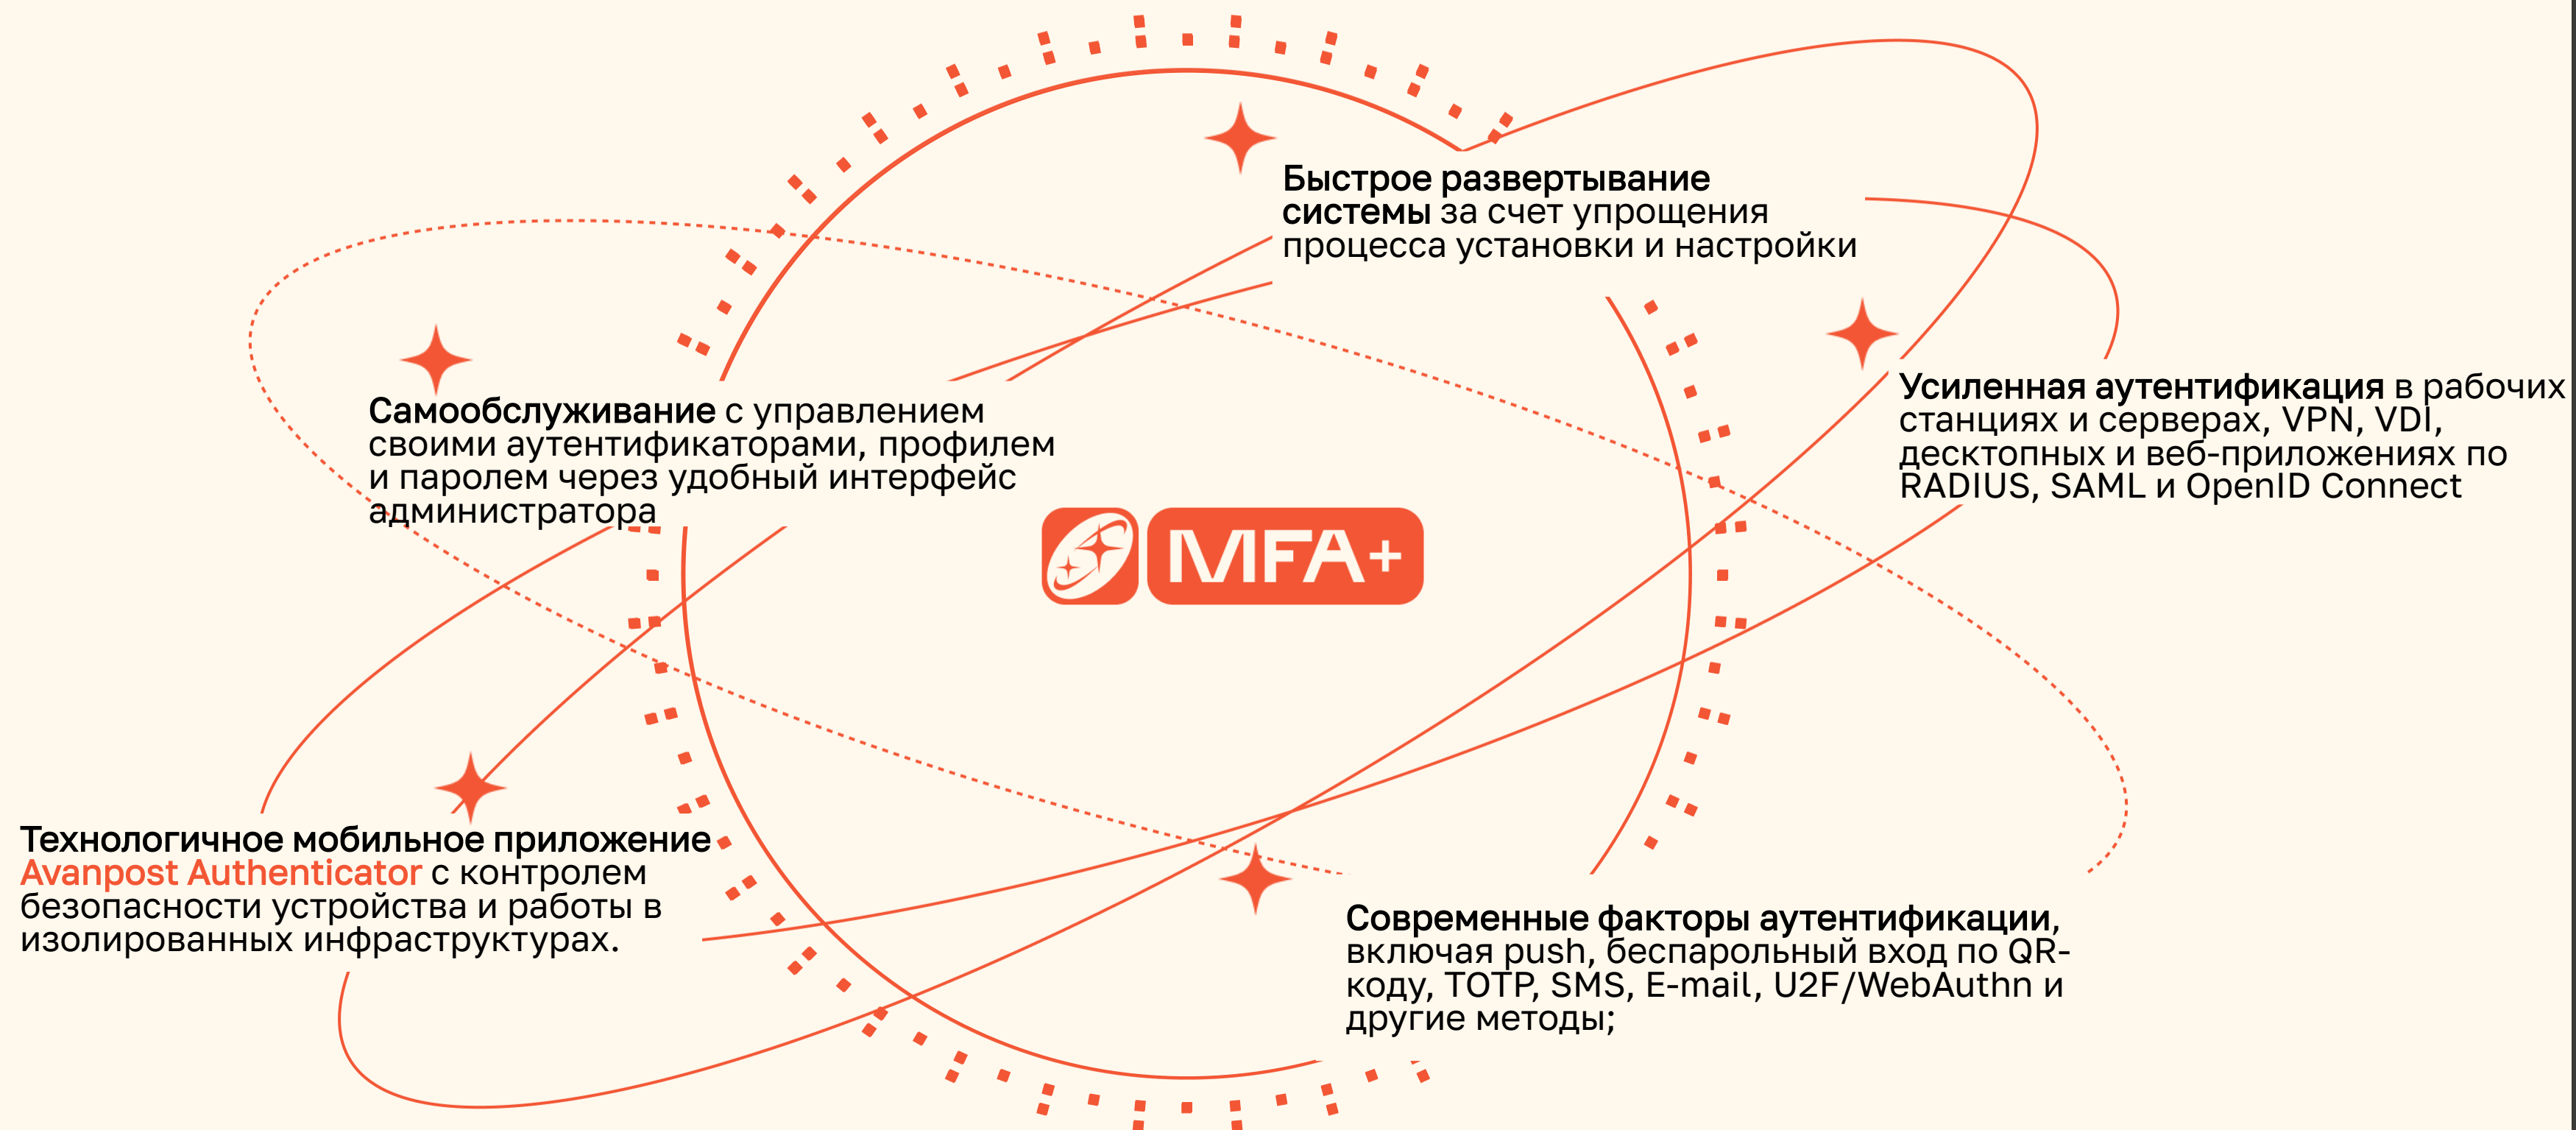 Быстрое развертывание
системы за счет упрощения
процесса установки и настройки
Самообслуживание с управлением
своими аутентификаторами, профилем
и паролем через удобный интерфейс
администратора
Усиленная аутентификация в рабочих
станциях и серверах, VPN, VDI,
десктопных и веб-приложениях по
RADIUS, SAML и OpenID Connect
MFA+
Технологичное мобильное приложение
Avanpost Authenticator с контролем
безопасности устройства и работы в
изолированных инфраструктурах.
Современные факторы аутентификации,
включая push, беспарольный вход по QR-
коду, TOTP, SMS, E-mail, U2F/WebAuthn и
другие методы;